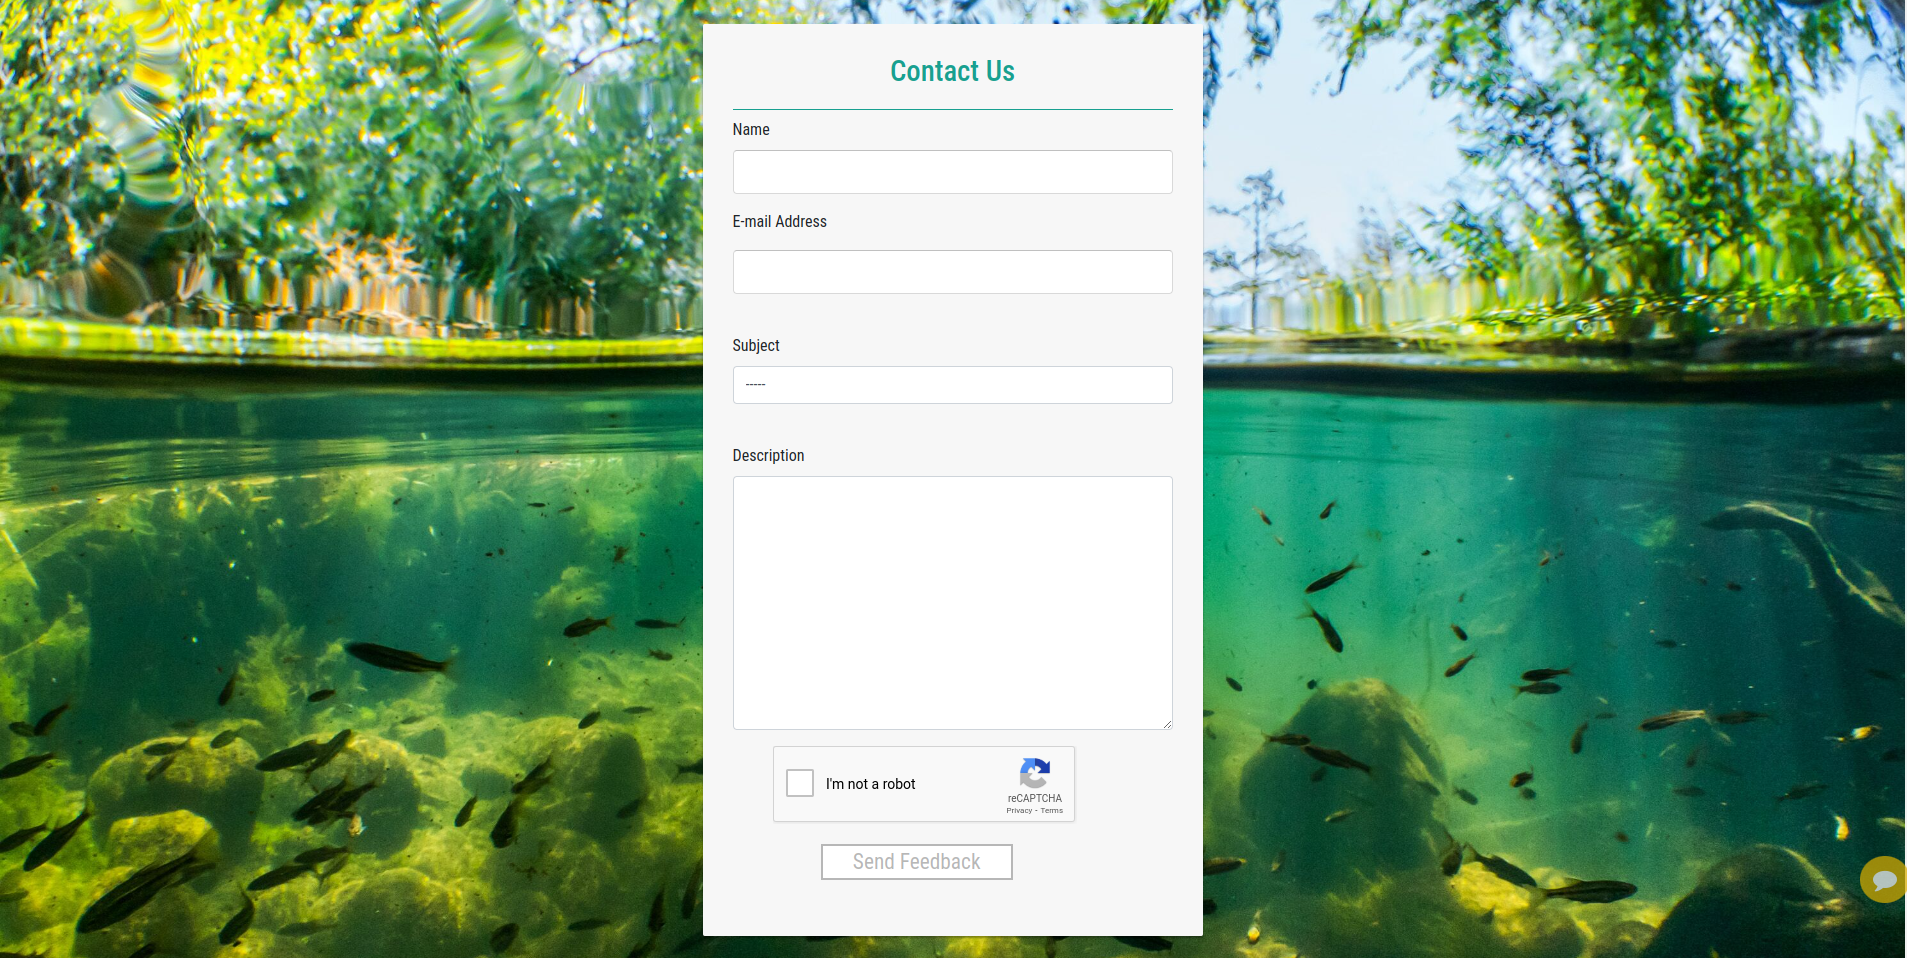 Contact Us
Name
E-mail Address
Subject
-----
Description
I'm not a robot
reCAPTCHA
Privacy - Terms
Send Feedback